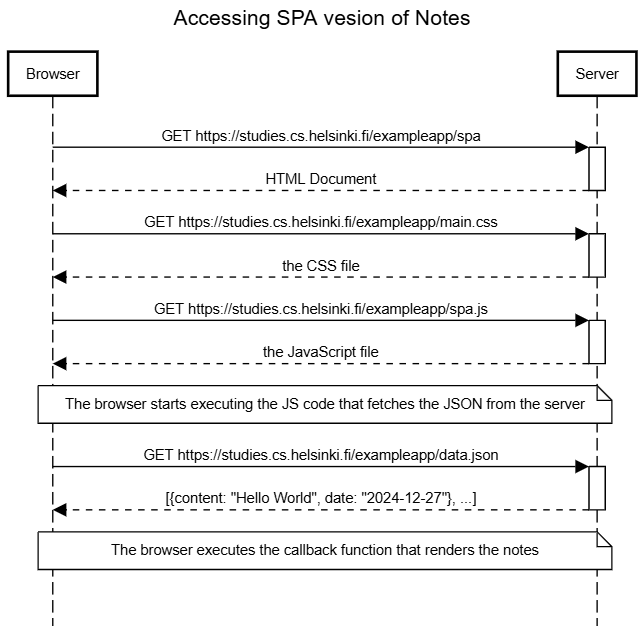 Accessing SPA vesion of Notes
Browser
Server
GET https://studies.cs.helsinki.fi/exampleapp/spa
HTML Document
GET https://studies.cs.helsinki.fi/exampleapp/main.css
the CSS file
GET https://studies.cs.helsinki.fi/exampleapp/spa.js
the JavaScript file
The browser starts executing the JS code that fetches the JSON from the server
GET https://studies.cs.helsinki.fi/exampleapp/data.json
[{content: "Hello World", date: "2024-12-27"}, ...]
The browser executes the callback function that renders the notes